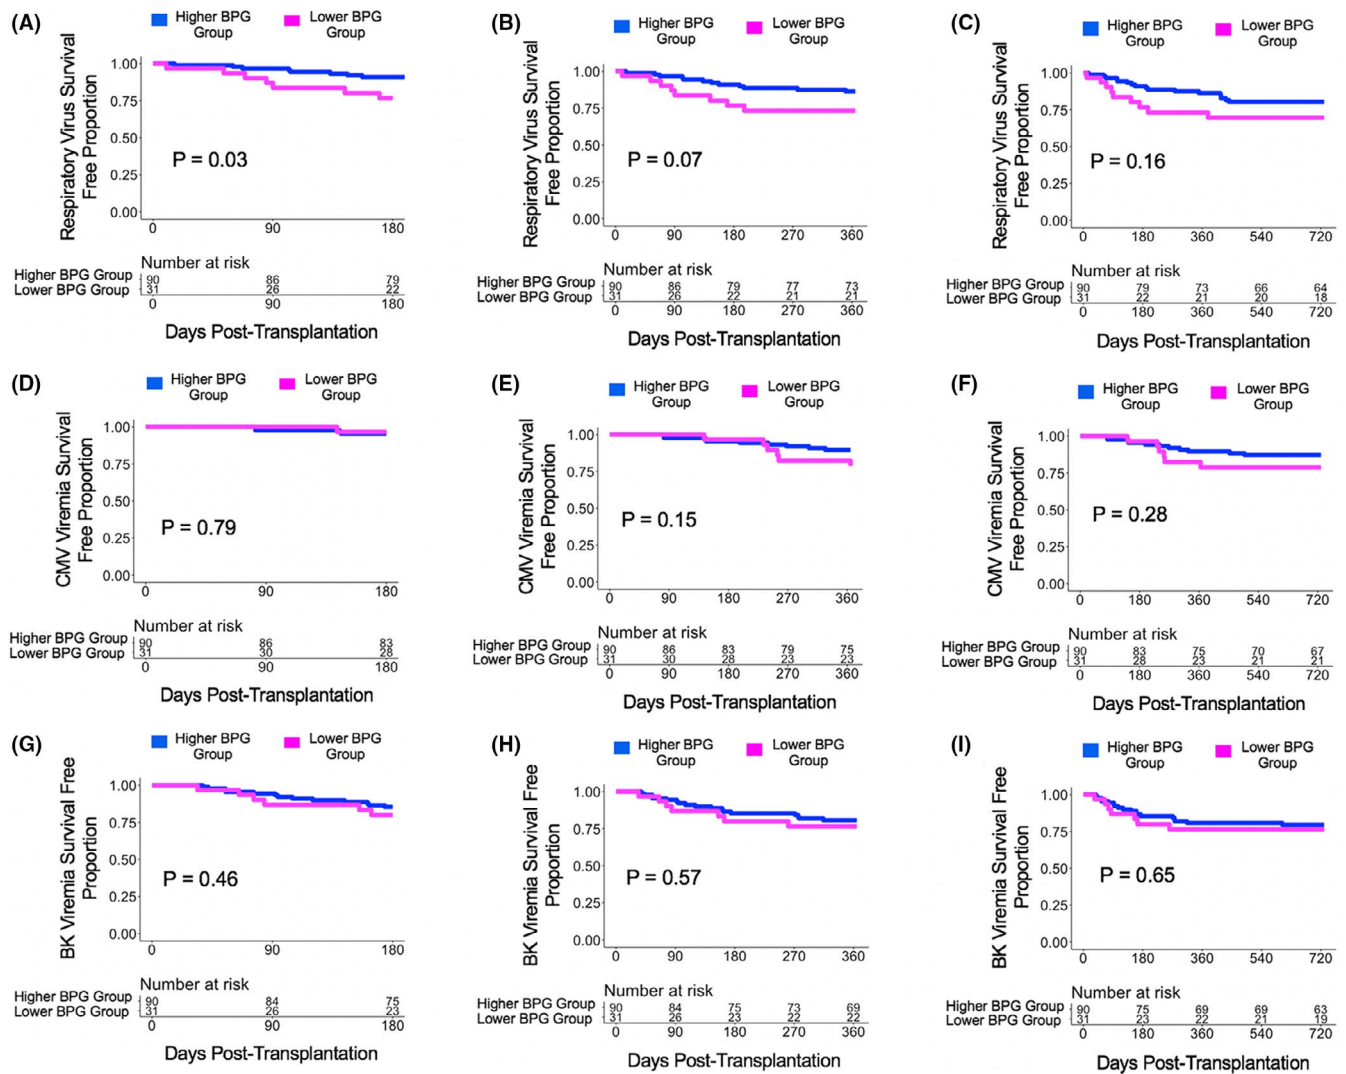 (A)
Higher BPG Group
Lower BPG Group
Respiratory Virus Survival
Free Proportion
1.00
0.75
0.50
0.25
0.00
P = 0.03
0 90 180
Number at risk
Higher BPG Group 90 86 79
Lower BPG Group 31 26 22
0 90 180
Days Post-Transplantation
(B)
Higher BPG Group
Lower BPG Group
Respiratory Virus Survival
Free Proportion
1.00
0.75
0.50
0.25
0.00
P = 0.07
0 90 180 270 360
Number at risk
Higher BPG Group 90 86 79 77 73
Lower BPG Group 31 26 22 21 21
0 90 180 270 360
Days Post-Transplantation
(C)
Higher BPG Group
Lower BPG Group
Respiratory Virus Survival
Free Proportion
1.00
0.75
0.50
0.25
0.00
P = 0.16
0 180 360 540 720
Number at risk
Higher BPG Group 90 79 73 66 64
Lower BPG Group 31 22 21 20 18
0 180 360 540 720
Days Post-Transplantation
(D)
Higher BPG Group
Lower BPG Group
CMV Viremia Survival
Free Proportion
1.00
0.75
0.50
0.25
0.00
P = 0.79
0 90 180
Number at risk
Higher BPG Group 90 86 83
Lower BPG Group 31 30 28
0 90 180
Days Post-Transplantation
(E)
Higher BPG Group
Lower BPG Group
CMV Viremia Survival
Free Proportion
1.00
0.75
0.50
0.25
0.00
P = 0.15
0 90 180 270 360
Number at risk
Higher BPG Group 90 86 83 79 75
Lower BPG Group 31 30 28 23 23
0 90 180 270 360
Days Post-Transplantation
(F)
Higher BPG Group
Lower BPG Group
CMV Viremia Survival
Free Proportion
1.00
0.75
0.50
0.25
0.00
P = 0.28
0 180 360 540 720
Number at risk
Higher BPG Group 90 83 75 70 67
Lower BPG Group 31 28 23 21 21
0 180 360 540 720
Days Post-Transplantation
(G)
Higher BPG Group
Lower BPG Group
BK Viremia Survival Free
Proportion
1.00
0.75
0.50
0.25
0.00
P = 0.46
0 90 180
Number at risk
Higher BPG Group 90 84 75
Lower BPG Group 31 26 23
0 90 180
Days Post-Transplantation
(H)
Higher BPG Group
Lower BPG Group
BK Viremia Survival Free
Proportion
1.00
0.75
0.50
0.25
0.00
P = 0.57
0 90 180 270 360
Number at risk
Higher BPG Group 90 84 75 73 69
Lower BPG Group 31 26 23 22 22
0 90 180 270 360
Days Post-Transplantation
(I)
Higher BPG Group
Lower BPG Group
BK Viremia Survival Free
Proportion
1.00
0.75
0.50
0.25
0.00
P = 0.65
0 180 360 540 720
Number at risk
Higher BPG Group 90 75 69 69 63
Lower BPG Group 31 23 22 21 19
0 180 360 540 720
Days Post-Transplantation